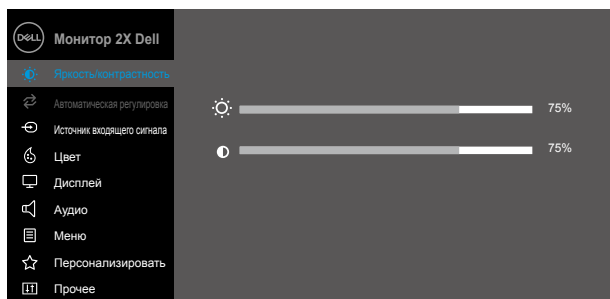 DELL Монитор 2X Dell
Яркость/контрастность
Автоматическая регулировка
75%
Источник входящего сигнала
Цвет
75%
Дисплей
Аудио
Меню
Персонализировать
Прочее